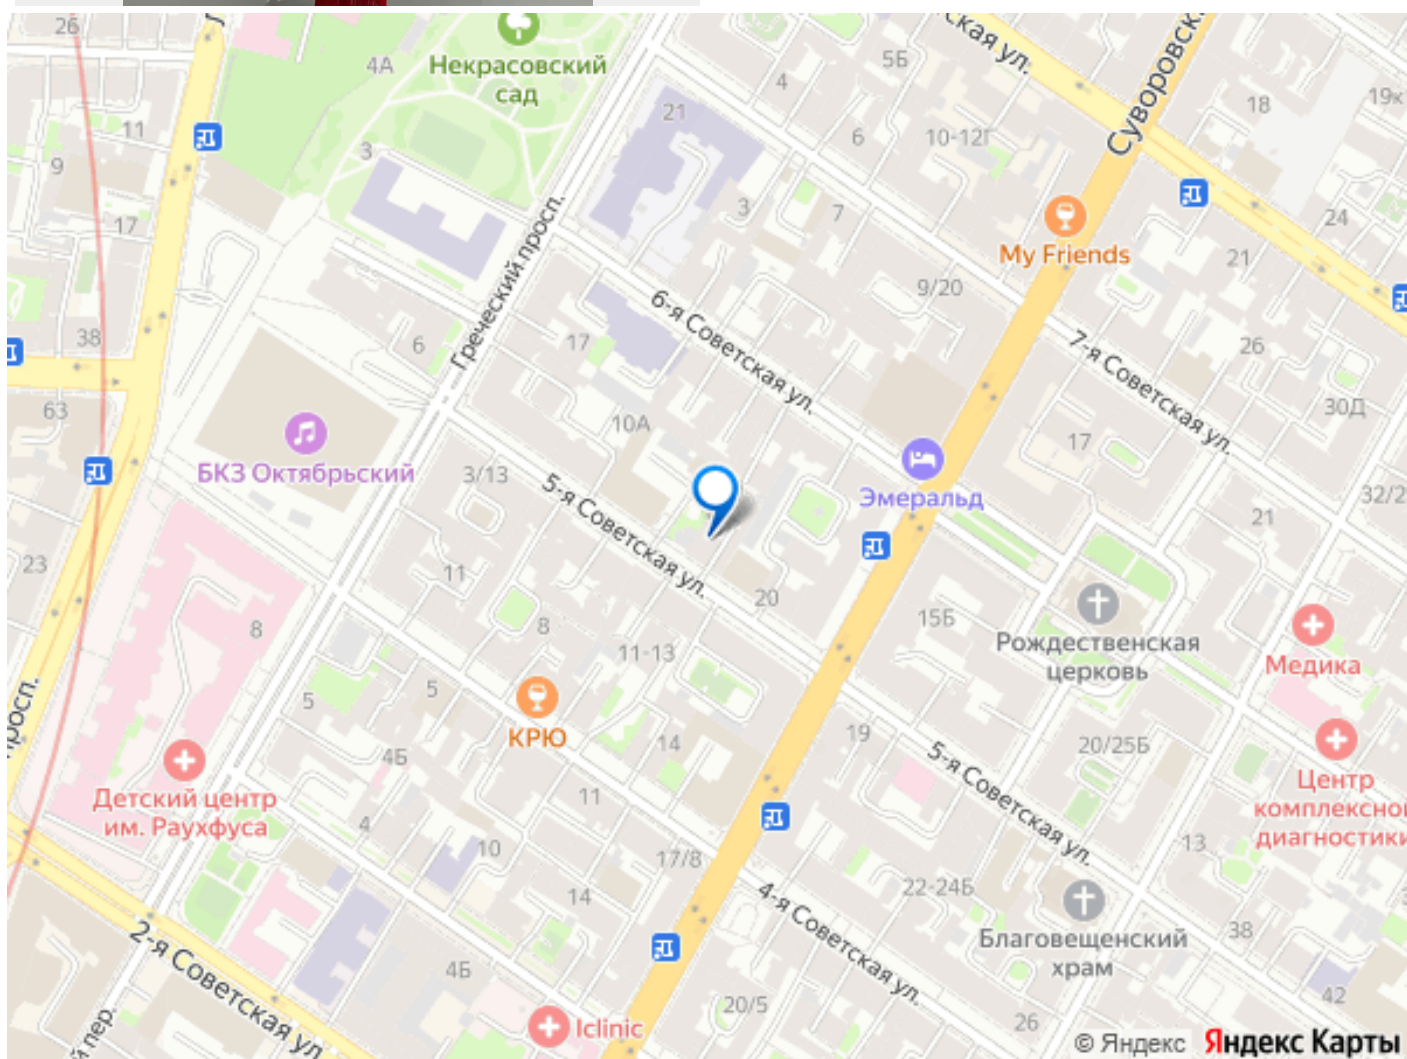 26
4А
Некрасовский
сад
ская ул.
5Б
4
Суворовск
19к
18
21
11
3
6
10-12Г
9
17
3
7
24
My Friends
21
Греческий просп.
9/20
38
6
17
6-я Советская ул.
7-я Советская ул.
26
30Д
63
10А
БКЗ Октябрьский
3/13
17
Эмеральд
32/2
21
5-я Советская ул.
23
11
20
15Б
8
8
11-13
Рождественская
церковь
Медика
5
5
просп.
КРЮ
14
19
20/25Б
4Б
5-я Советская ул.
Детский центр
им. Раухфуса
11
Центр
комплексной
диагностики
4
10
17/8
13
14
22-24Б
4-я Советская ул.
2-я Советская ул.
Благовещенский
храм
38
4Б
42
20/5
26
й пер.
Iclinic
© Яндекс Яндекс Карты